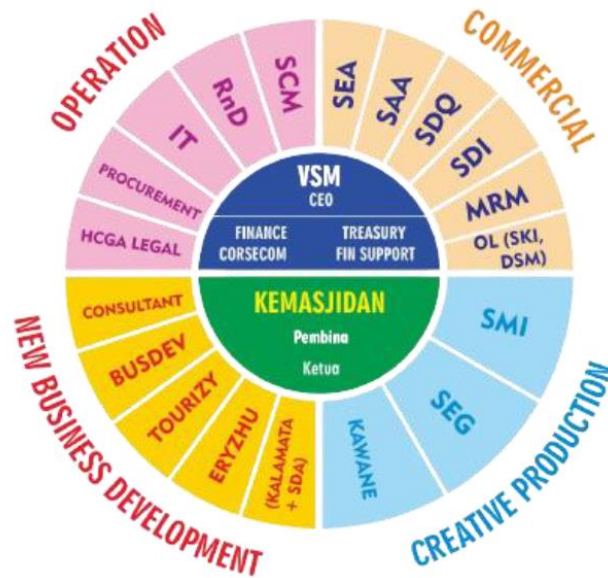 OPERATION
HCGA LEGAL
PROCUREMENT
IT
RnD
SCM
COMMERCIAL
SEA
SAA
SDQ
SDI
MRM
OL (SKI,
DSM)
VSM
CEO
FINANCE
CORSECOM
TREASURY
FIN SUPPORT
KEMASJIDAN
Pembina
Ketua
NEW BUSINESS DEVELOPMENT
CONSULTANT
BUSDEV
TOURIZY
ERYZHU
(KALAMATA
+ SDA)
CREATIVE PRODUCTION
SMI
SEG
KAWANE